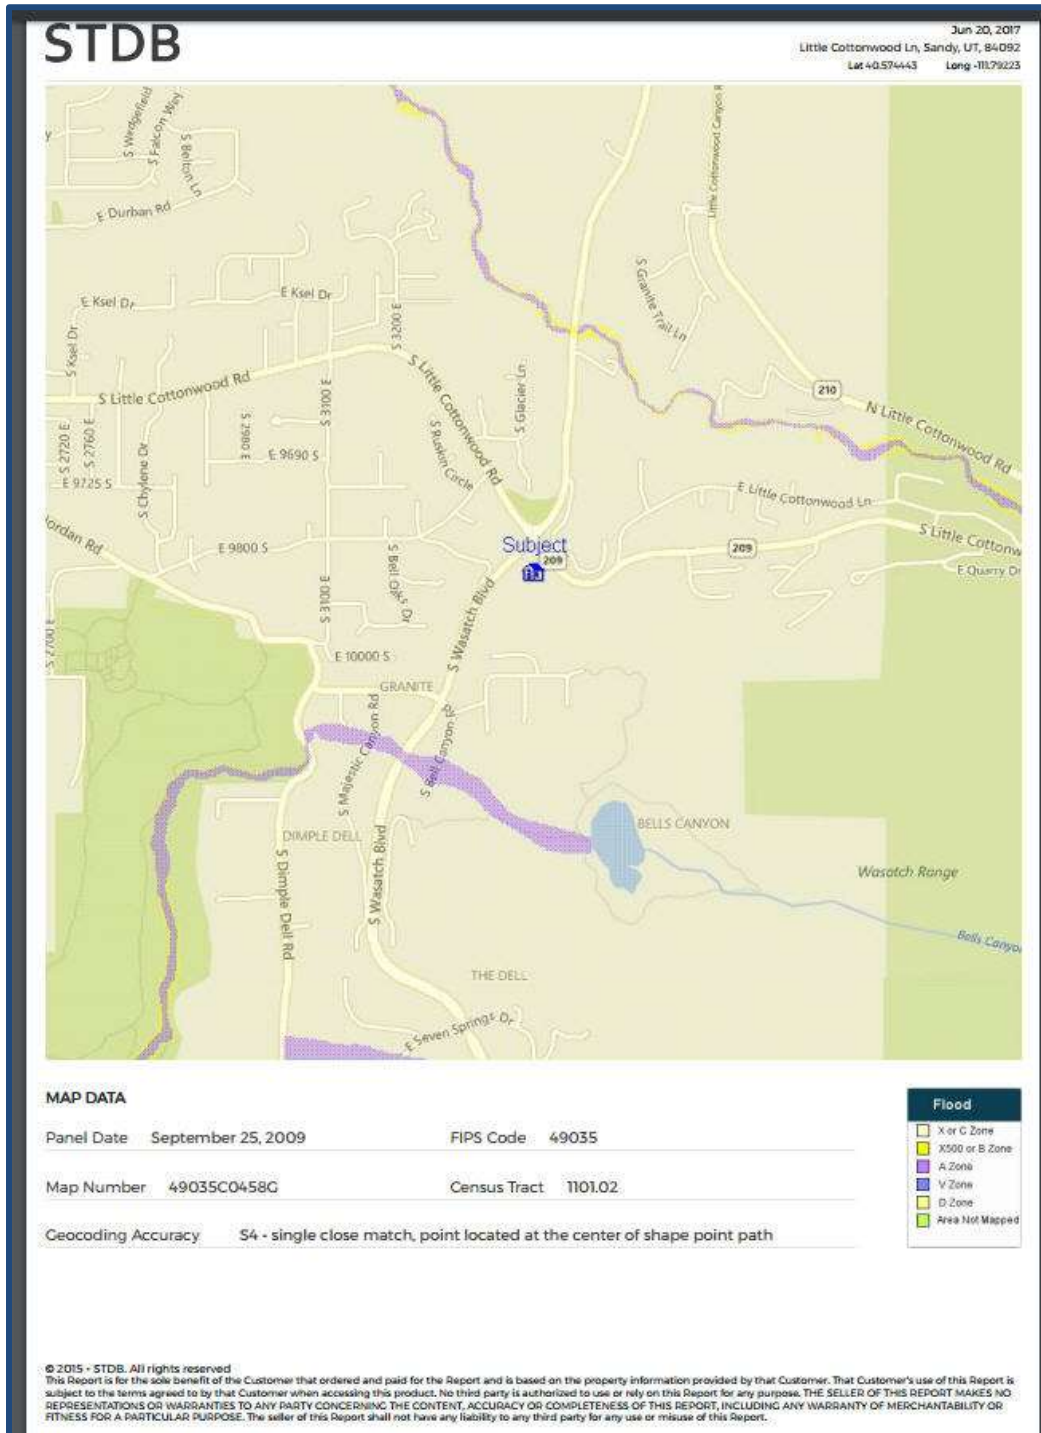 STDB
Jun 20, 2017
Little Cottonwood Ln, Sandy, UT, 84092
Lat 40.574443 Long -111.79223
S Wedgefield
S Falcon Way
S Belton Ln
E Durban Rd
Little Cottonwood Canyon R
S Granite Trail Ln
E Ksel Dr
E Ksel Dr
S 3200 E
S Ksel Dr
S Little Cottonwood Rd
S Little Cottonwood Rd
S Glacier Ln
210
N Little Cottonwood Rd
S 2720 E
S 2760 E
S Chylene Dr
S 2980 E
S 3100 E
E 9690 S
E 9725 S
S Ruskin Circle
E Little Cottonwood Ln
S Little Cottonw
Jordan Rd
E 9800 S
S Bell Oaks Dr
Subject
209
209
E Quarry Dr
S 3100 E
S Wasatch Blvd
S 2700 E
E 10000 S
GRANITE
S Majestic Canyon Rd
S Bell Canyon Rd
DIMPLE DELL
BELLS CANYON
S Dimple Dell Rd
S Wasatch Blvd
Wasatch Range
Bells Canyo
THE DELL
E Seven Springs Dr
MAP DATA
Panel Date September 25, 2009 FIPS Code 49035
Map Number 49035C0458G Census Tract 1101.02
Geocoding Accuracy S4 - single close match, point located at the center of shape point path
Flood
X or C Zone
X500 or B Zone
A Zone
V Zone
D Zone
Area Not Mapped
© 2015 - STDB. All rights reserved
This Report is for the sole benefit of the Customer that ordered and paid for the Report and is based on the property information provided by that Customer. That Customer's use of this Report is
subject to the terms agreed to by that Customer when accessing this product. No third party is authorized to use or rely on this Report for any purpose. THE SELLER OF THIS REPORT MAKES NO
REPRESENTATIONS OR WARRANTIES TO ANY PARTY CONCERNING THE CONTENT, ACCURACY OR COMPLETENESS OF THIS REPORT, INCLUDING ANY WARRANTY OF MERCHANTABILITY OR
FITNESS FOR A PARTICULAR PURPOSE. The seller of this Report shall not have any liability to any third party for any use or misuse of this Report.